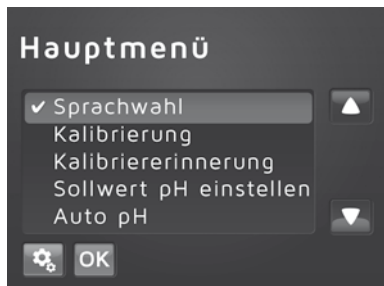 Hauptmenü
✔ Sprachwahl
Kalibrierung
Kalibriererinnerung
Sollwert pH einstellen
Auto pH
OK